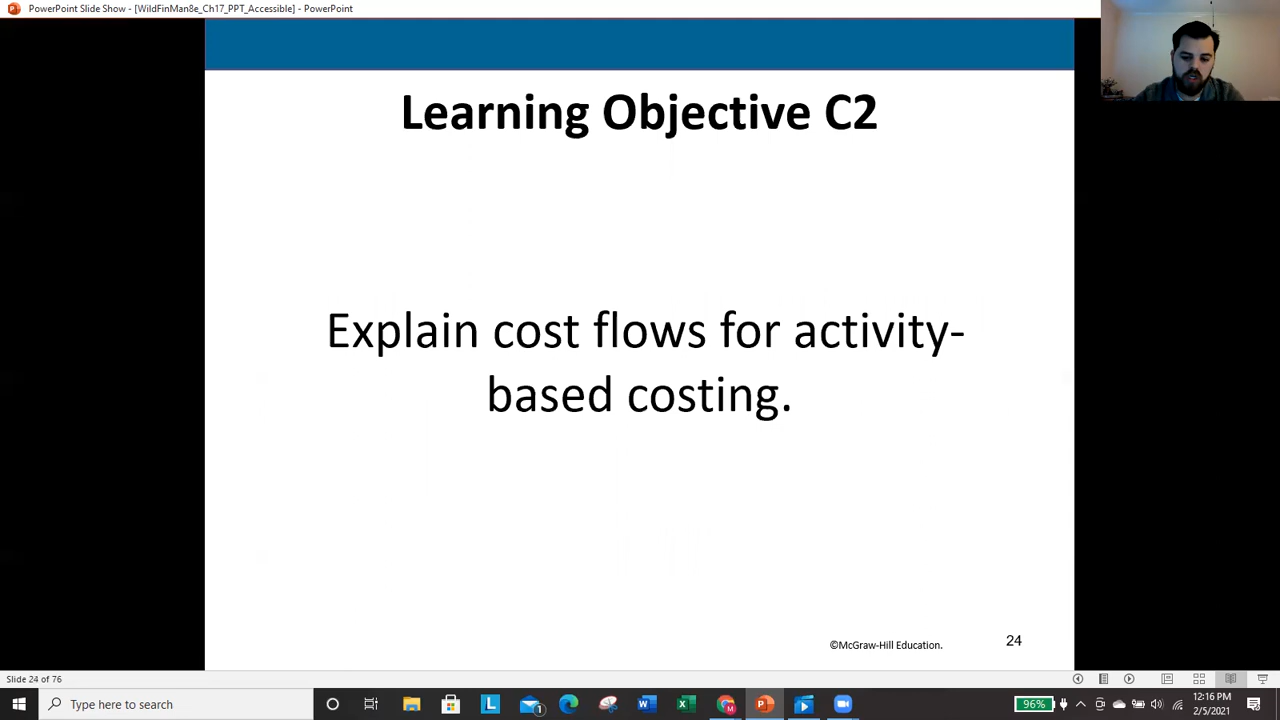 PowerPoint Slide Show - [WildFinMan8e_Ch17_PPT_Accessible] - PowerPoint
Learning Objective C2
Explain cost flows for activity-
based costing.
©McGraw-Hill Education.
24
Slide 24 of 76
Type here to search
96%
12:16 PM
2/5/2021